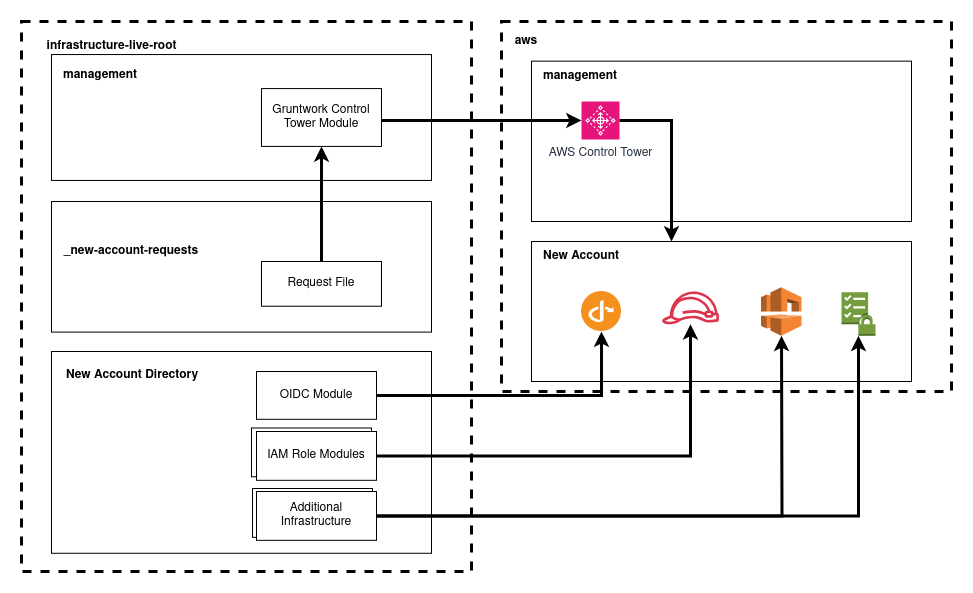 infrastructure-live-root
management
Gruntwork Control
Tower Module
_new-account-requests
Request File
New Account Directory
OIDC Module
IAM Role Modules
Additional
Infrastructure
aws
management
AWS Control Tower
New Account